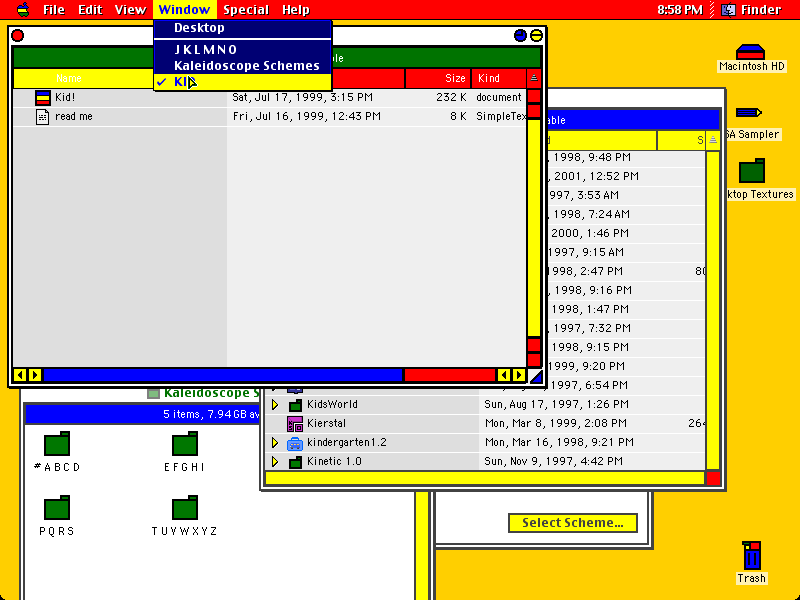 File Edit View Window Special Help 8:58 PM Finder
Desktop
J K L M N O
Kaleidoscope Schemes
KID
Name Size Kind
Kid! Sat, Jul 17, 1999, 3:15 PM 232 K document
read me Fri, Jul 16, 1999, 12:43 PM 8 K SimpleTex
Macintosh HD
SA Sampler
ktop Textures
able
S
, 1998, 9:48 PM
, 2001, 12:52 PM
997, 3:53 AM
, 1998, 7:24 AM
2000, 1:46 PM
1997, 9:15 AM
1998, 2:47 PM 80
, 1998, 9:16 PM
, 1998, 1:47 PM
, 1997, 7:32 PM
, 1998, 9:15 PM
1999, 9:20 PM
1997, 6:54 PM
KidsWorld Sun, Aug 17, 1997, 1:26 PM
Kierstal Mon, Mar 8, 1999, 2:08 PM 264
kindergarten1.2 Mon, Mar 16, 1998, 9:21 PM
Kinetic 1.0 Sun, Nov 9, 1997, 4:42 PM
Kaleidoscope S
5 items, 7.94 GB av
#ABCD
EFGHI
PQRS
TUVWXYZ
Select Scheme...
Trash